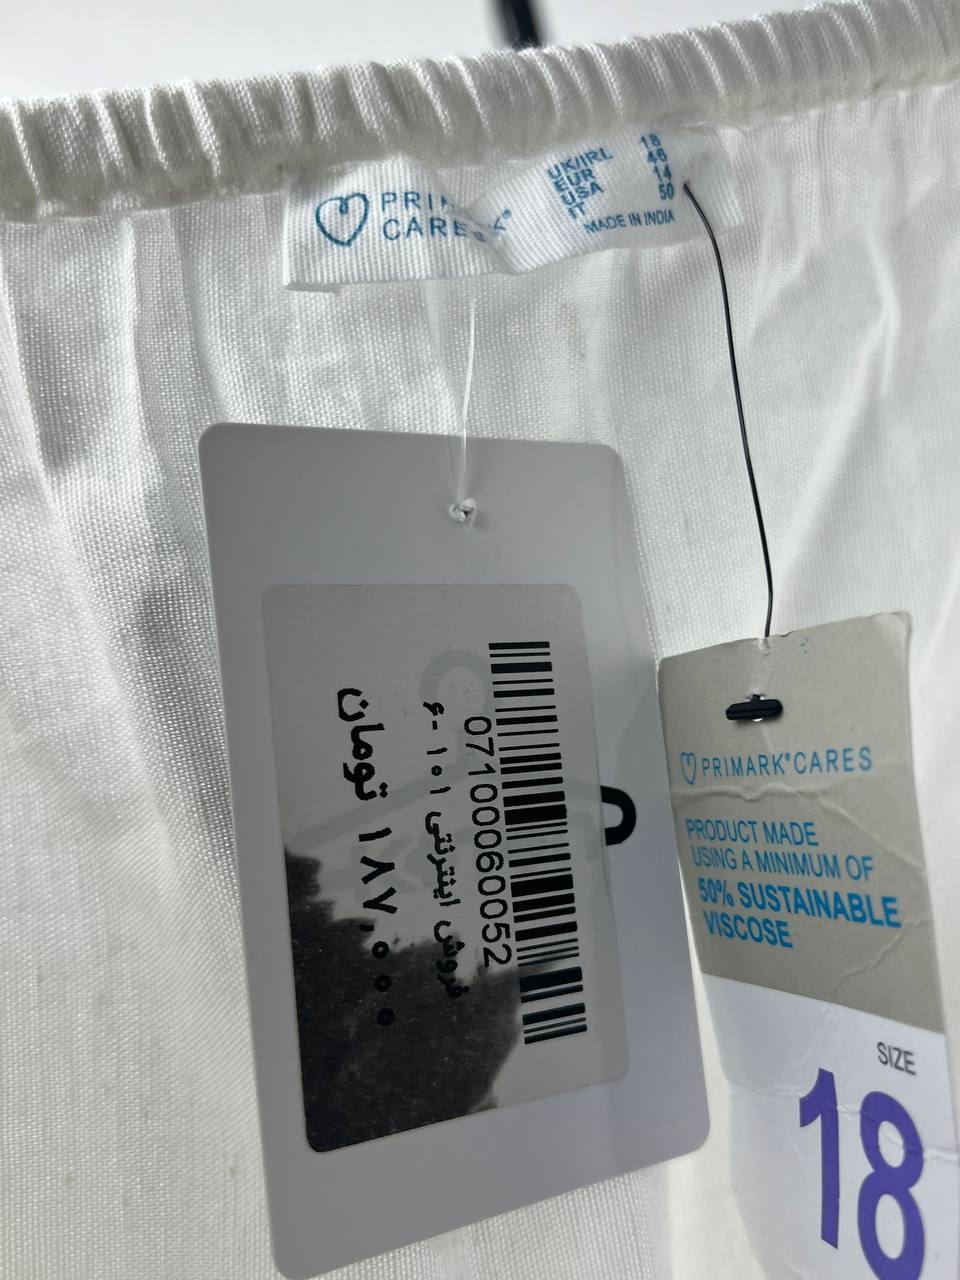 PRIMARK
CARES
UK/IRL 18
EUR 46
USA 14
IT 50
MADE IN INDIA
07100060052
فروش اینترنتی ۱۰۱-۶
۱۸۷,۰۰۰ تومان
PRIMARK® CARES
PRODUCT MADE
USING A MINIMUM OF
50% SUSTAINABLE
VISCOSE
SIZE
18